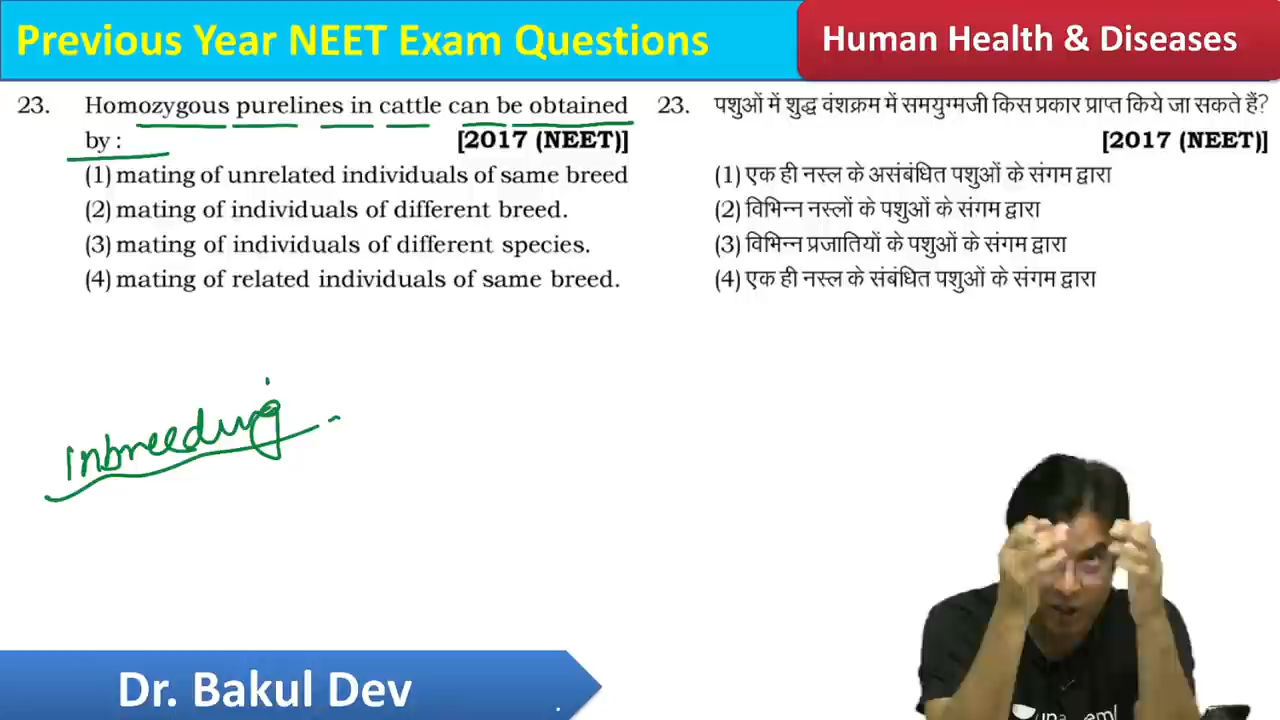 Previous Year NEET Exam Questions
Human Health & Diseases
23. Homozygous purelines in cattle can be obtained
by : [2017 (NEET)]
(1) mating of unrelated individuals of same breed
(2) mating of individuals of different breed.
(3) mating of individuals of different species.
(4) mating of related individuals of same breed.
23. पशुओं में शुद्ध वंशक्रम में समयुग्मजी किस प्रकार प्राप्त किये जा सकते हैं?
[2017 (NEET)]
(1) एक ही नस्ल के असंबंधित पशुओं के संगम द्वारा
(2) विभिन्न नस्लों के पशुओं के संगम द्वारा
(3) विभिन्न प्रजातियों के पशुओं के संगम द्वारा
(4) एक ही नस्ल के संबंधित पशुओं के संगम द्वारा
Inbreeding
Dr. Bakul Dev